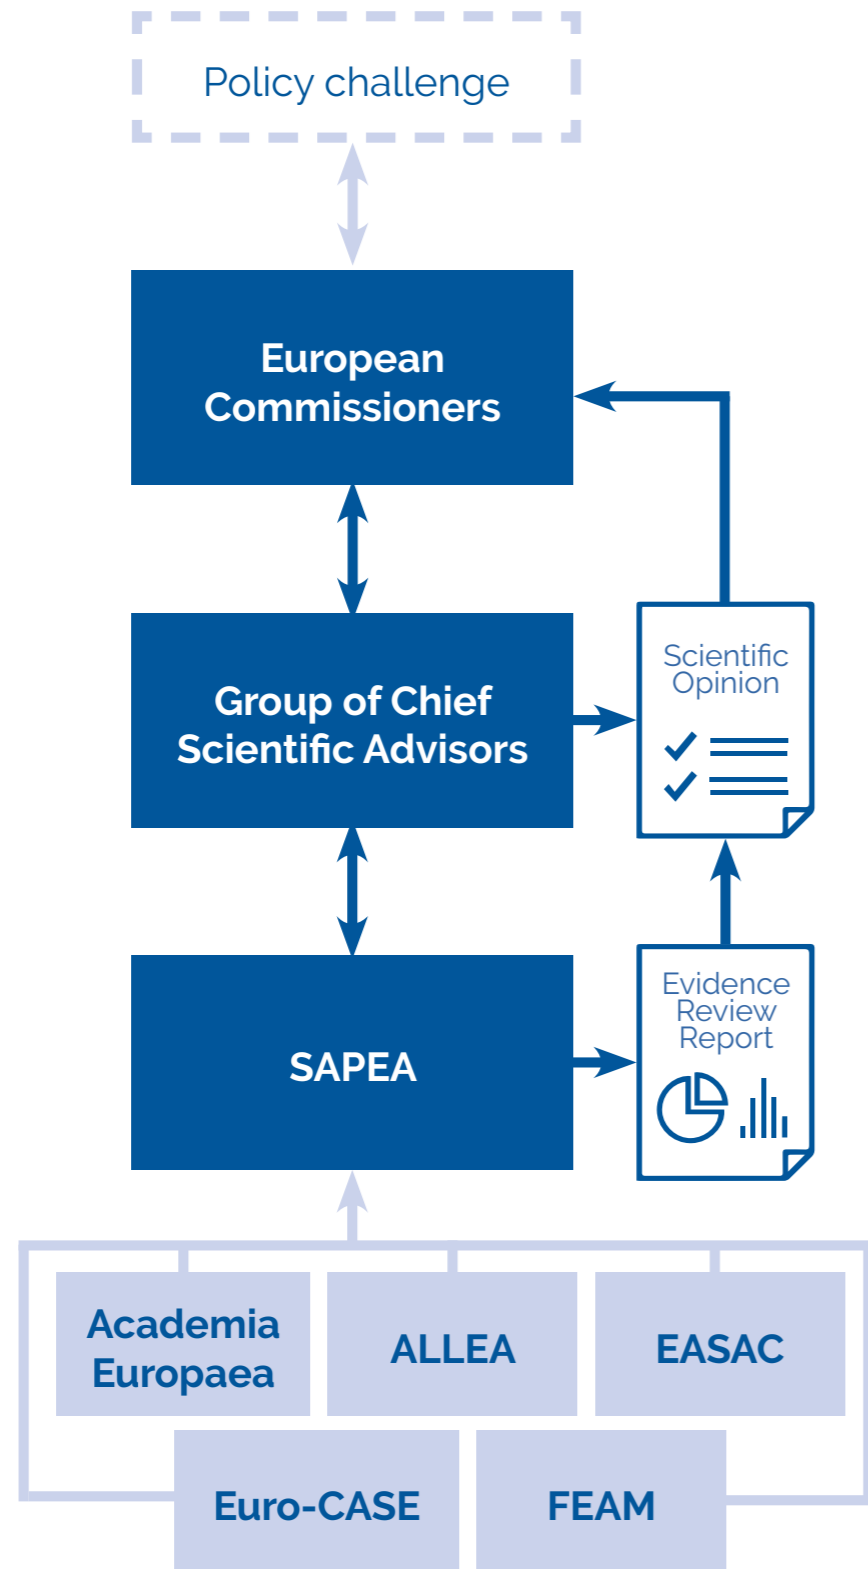 Policy challenge
European
Commissioners
Group of Chief
Scientific Advisors
Scientific
Opinion
SAPEA
Evidence
Review
Report
Academia
Europaea
ALLEA
EASAC
Euro-CASE
FEAM